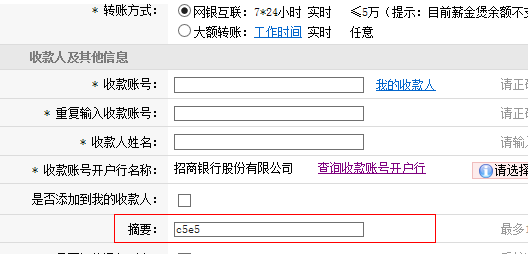 * 转账方式： 网银互联：7*24小时 实时 ≤5万（提示：目前薪金煲余额不支
大额转账：工作时间 实时 任意
收款人及其他信息
* 收款账号： 我的收款人 请正确
* 重复输入收款账号： 请正确
* 收款人姓名： 请输入
* 收款账号开户行名称： 招商银行股份有限公司 查询收款账号开户行 请选择
是否添加到我的收款人：
摘要： c5e5 最多